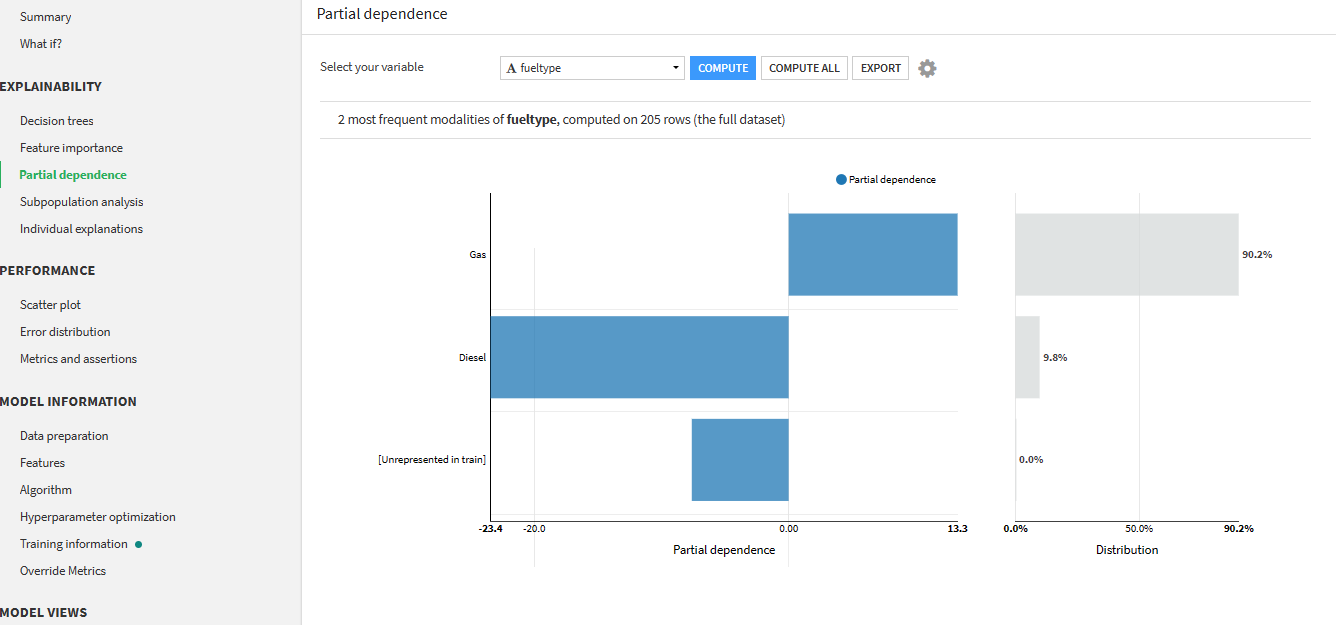 Summary
What if?
EXPLAINABILITY
Decision trees
Feature importance
Partial dependence
Subpopulation analysis
Individual explanations
PERFORMANCE
Scatter plot
Error distribution
Metrics and assertions
MODEL INFORMATION
Data preparation
Features
Algorithm
Hyperparameter optimization
Training information
Override Metrics
MODEL VIEWS
Partial dependence
Select your variable
A fueltype
COMPUTE
COMPUTE ALL
EXPORT
2 most frequent modalities of fueltype, computed on 205 rows (the full dataset)
Partial dependence
Gas
90.2%
Diesel
9.8%
[Unrepresented in train]
0.0%
-23.4 -20.0 0.00 13.3
Partial dependence
0.0% 50.0% 90.2%
Distribution